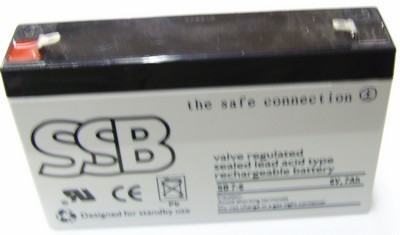 the safe connection
SSB
valve regulated
sealed lead acid type
rechargeable battery
SB 7-6 6V, 7Ah
CE
Pb
Designed for standby use